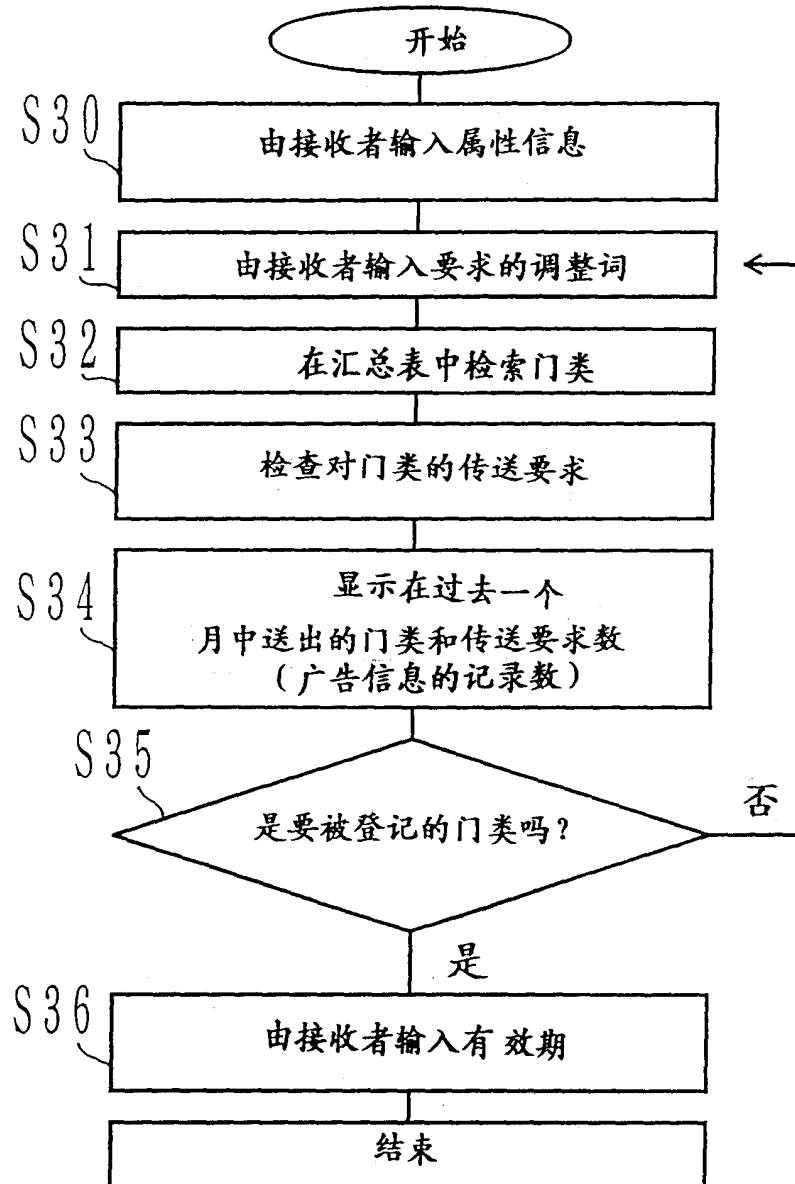 开始
S30
由接收者输入属性信息
S31
由接收者输入要求的调整词
S32
在汇总表中检索门类
S33
检查对门类的传送要求
S34
显示在过去一个
月中送出的门类和传送要求数
(广告信息的记录数)
S35
是要被登记的门类吗?
否
是
S36
由接收者输入有 效期
结束